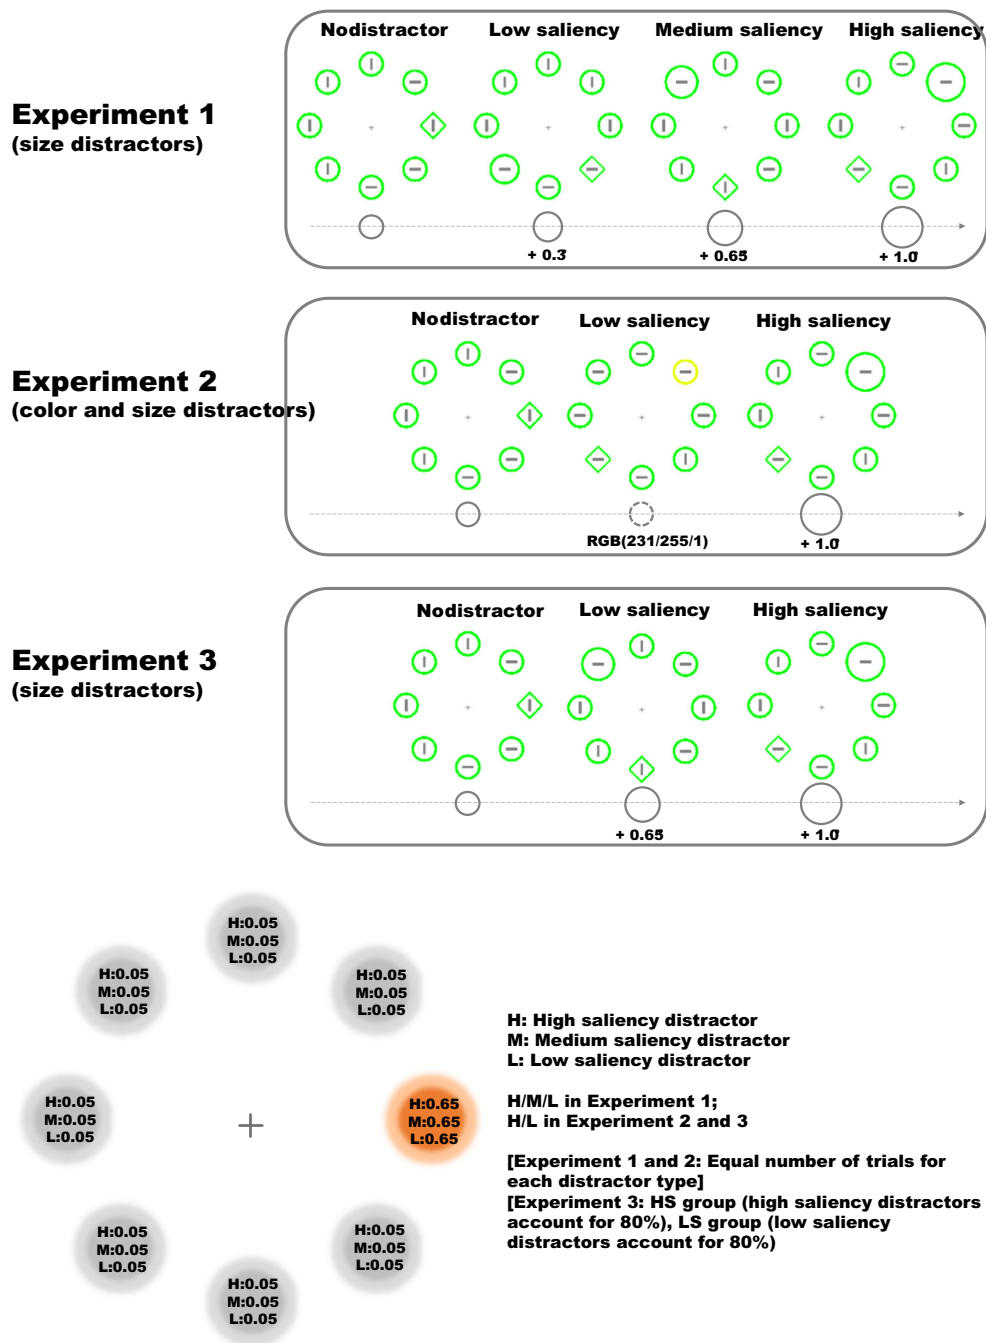 Nodistractor Low saliency Medium saliency High saliency
Experiment 1
(size distractors)
+ 0.3° + 0.65° + 1.0°
Nodistractor Low saliency High saliency
Experiment 2
(color and size distractors)
RGB(231/255/1) + 1.0°
Nodistractor Low saliency High saliency
Experiment 3
(size distractors)
+ 0.65° + 1.0°
H:0.05
M:0.05
L:0.05
H:0.05
M:0.05
L:0.05
H:0.05
M:0.05
L:0.05
H:0.05
M:0.05
L:0.05
H:0.65
M:0.65
L:0.65
H:0.05
M:0.05
L:0.05
H:0.05
M:0.05
L:0.05
H:0.05
M:0.05
L:0.05
H: High saliency distractor
M: Medium saliency distractor
L: Low saliency distractor
H/M/L in Experiment 1;
H/L in Experiment 2 and 3
[Experiment 1 and 2: Equal number of trials for
each distractor type]
[Experiment 3: HS group (high saliency distractors
account for 80%), LS group (low saliency
distractors account for 80%)